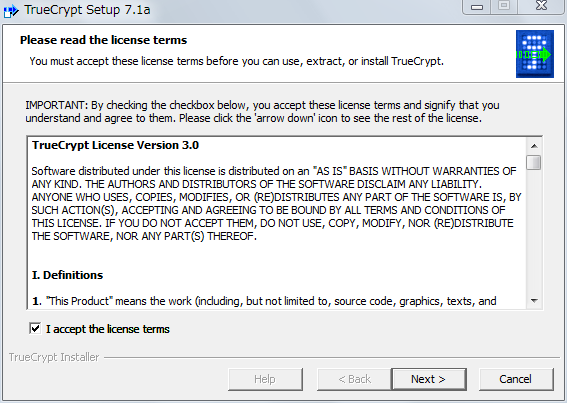 TrueCrypt Setup 7.1a
Please read the license terms
You must accept these license terms before you can use, extract, or install TrueCrypt.
IMPORTANT: By checking the checkbox below, you accept these license terms and signify that you
understand and agree to them. Please click the 'arrow down' icon to see the rest of the license.
TrueCrypt License Version 3.0
Software distributed under this license is distributed on an "AS IS" BASIS WITHOUT WARRANTIES OF
ANY KIND. THE AUTHORS AND DISTRIBUTORS OF THE SOFTWARE DISCLAIM ANY LIABILITY.
ANYONE WHO USES, COPIES, MODIFIES, OR (RE)DISTRIBUTES ANY PART OF THE SOFTWARE IS, BY
SUCH ACTION(S), ACCEPTING AND AGREEING TO BE BOUND BY ALL TERMS AND CONDITIONS OF
THIS LICENSE. IF YOU DO NOT ACCEPT THEM, DO NOT USE, COPY, MODIFY, NOR (RE)DISTRIBUTE
THE SOFTWARE, NOR ANY PART(S) THEREOF.
I. Definitions
1. "This Product" means the work (including, but not limited to, source code, graphics, texts, and
I accept the license terms
TrueCrypt Installer
Help
< Back
Next >
Cancel